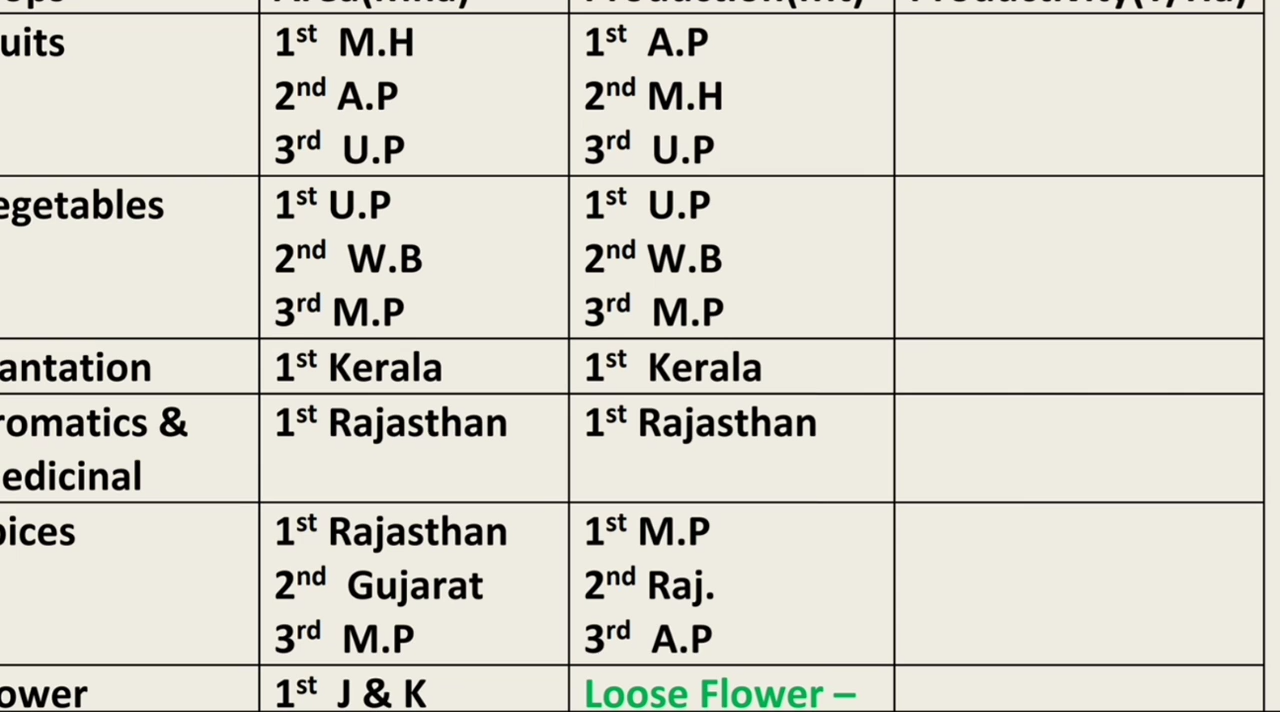 uits 1st M.H 1st A.P
2nd A.P 2nd M.H
3rd U.P 3rd U.P
egetables 1st U.P 1st U.P
2nd W.B 2nd W.B
3rd M.P 3rd M.P
antation 1st Kerala 1st Kerala
romatics & 1st Rajasthan 1st Rajasthan
edicinal
pices 1st Rajasthan 1st M.P
2nd Gujarat 2nd Raj.
3rd M.P 3rd A.P
ower 1st J & K Loose Flower –